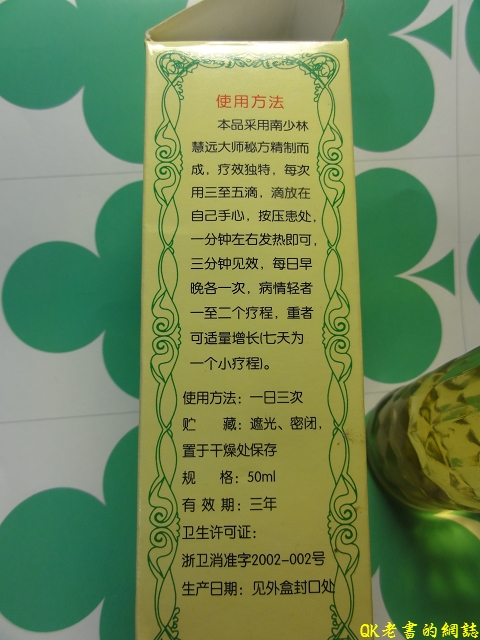 使用方法
本品采用南少林
慧远大师秘方精制而
成，疗效独特，每次
用三至五滴，滴放在
自己手心，按压患处，
一分钟左右发热即可，
三分钟见效，每日早
晚各一次，病情轻者
一至二个疗程，重者
可适量增长(七天为
一个小疗程)。
使用方法：一日三次
贮 藏：遮光、密闭，
置于干燥处保存
规 格：50ml
有 效 期：三年
卫生许可证：
浙卫消准字2002-002号
生产日期：见外盒封口处
QK老書的網誌